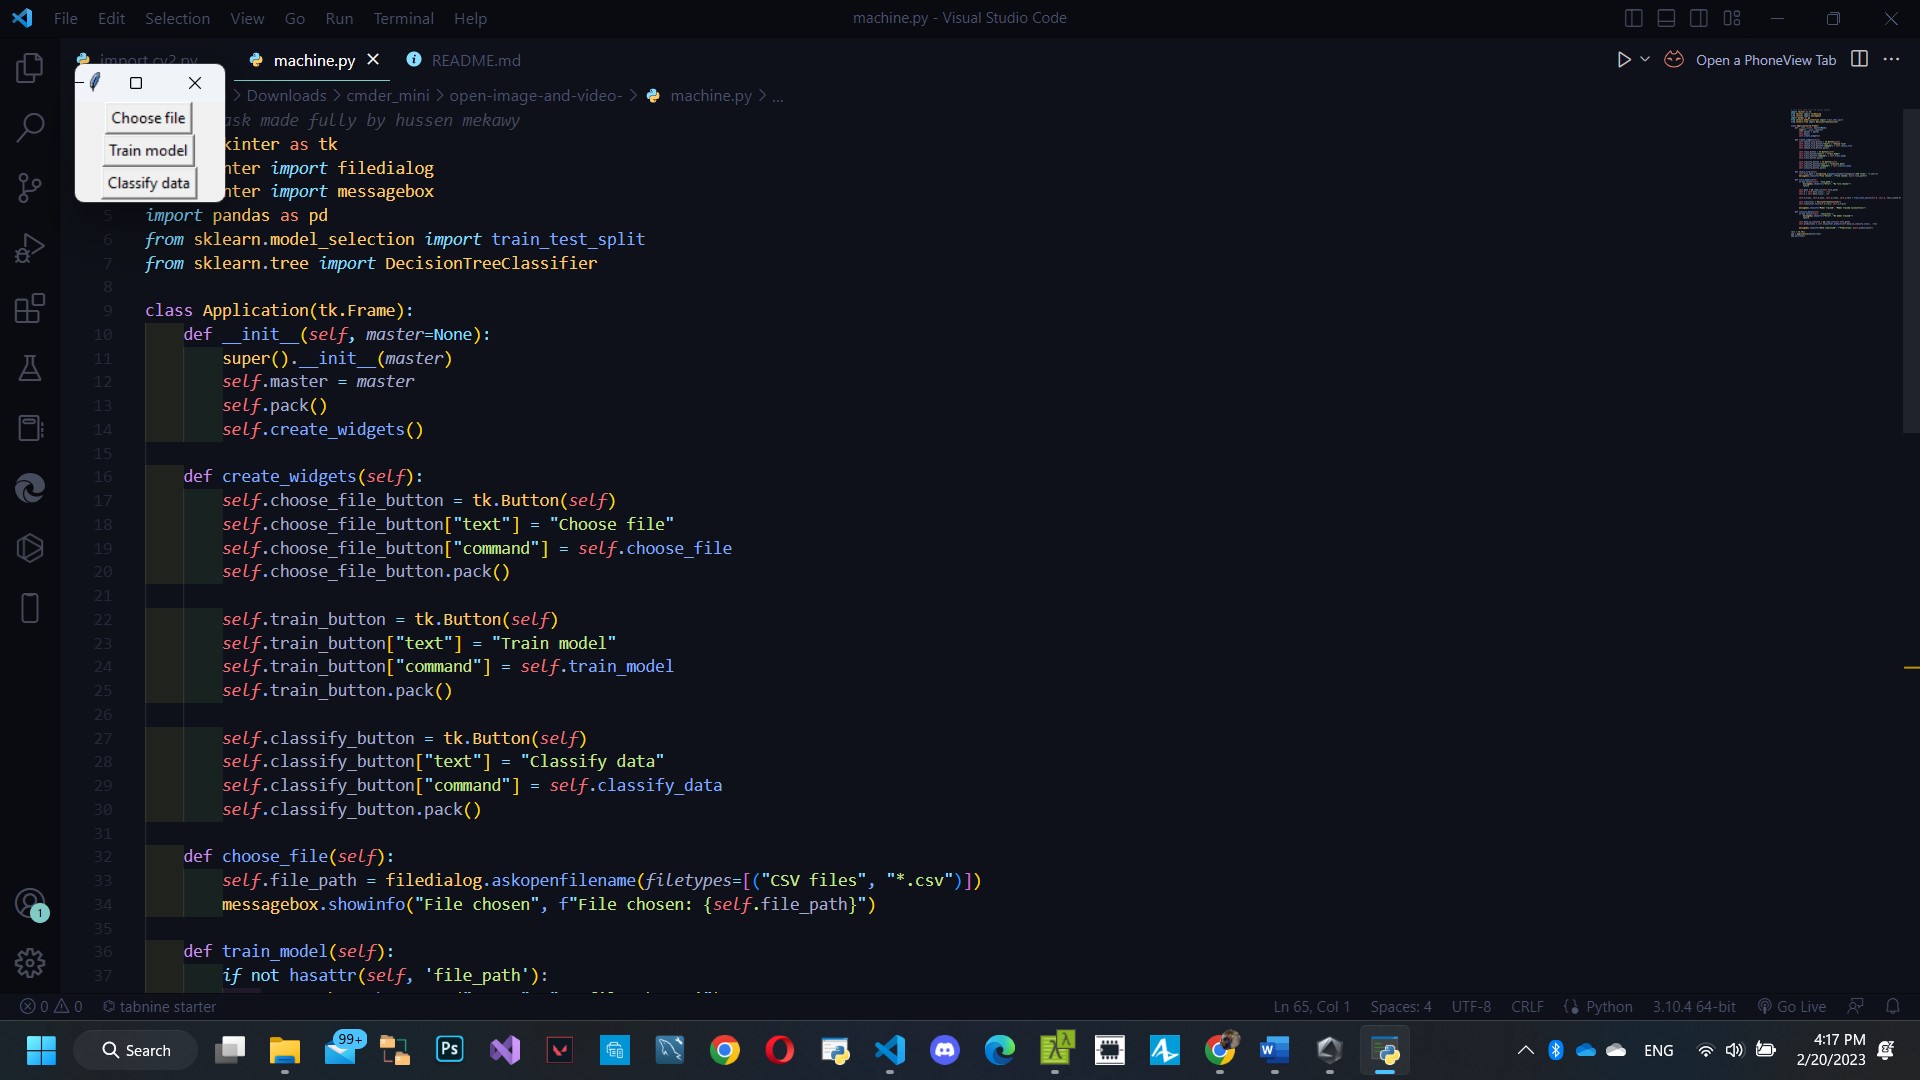 File Edit Selection View Go Run Terminal Help
machine.py - Visual Studio Code
import cv2.py
machine.py
README.md
Open a PhoneView Tab
> Downloads > cmder_mini > open-image-and-video- > machine.py > ...
Choose file
Train model
Classify data
ask made fully by hussen mekawy
kinter as tk
nter import filedialog
nter import messagebox
5 import pandas as pd
6 from sklearn.model_selection import train_test_split
7 from sklearn.tree import DecisionTreeClassifier
8
9 class Application(tk.Frame):
10 def __init__(self, master=None):
11 super().__init__(master)
12 self.master = master
13 self.pack()
14 self.create_widgets()
15
16 def create_widgets(self):
17 self.choose_file_button = tk.Button(self)
18 self.choose_file_button["text"] = "Choose file"
19 self.choose_file_button["command"] = self.choose_file
20 self.choose_file_button.pack()
21
22 self.train_button = tk.Button(self)
23 self.train_button["text"] = "Train model"
24 self.train_button["command"] = self.train_model
25 self.train_button.pack()
26
27 self.classify_button = tk.Button(self)
28 self.classify_button["text"] = "Classify data"
29 self.classify_button["command"] = self.classify_data
30 self.classify_button.pack()
31
32 def choose_file(self):
33 self.file_path = filedialog.askopenfilename(filetypes=[("CSV files", "*.csv")])
34 messagebox.showinfo("File chosen", f"File chosen: {self.file_path}")
35
36 def train_model(self):
37 if not hasattr(self, 'file_path'):
1
0 0 tabnine starter
Ln 65, Col 1 Spaces: 4 UTF-8 CRLF Python 3.10.4 64-bit Go Live
Search
99+
Ps
ENG
4:17 PM
2/20/2023